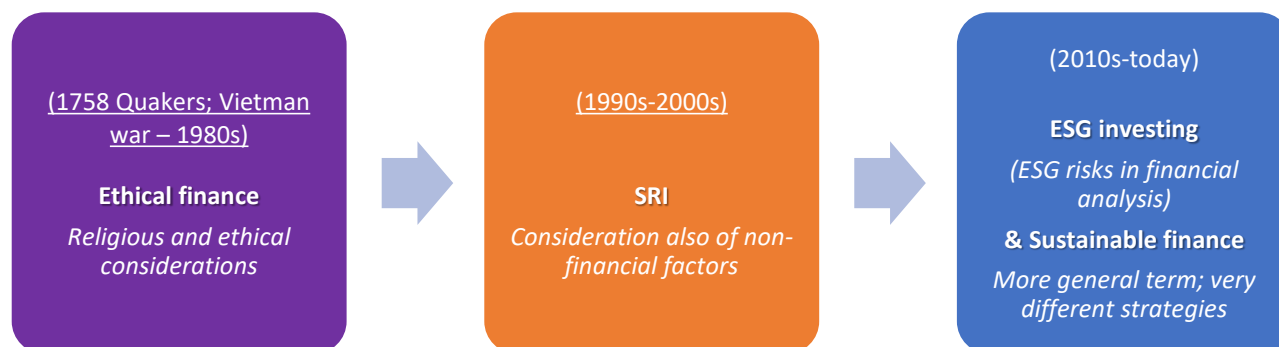 (1758 Quakers; Vietman
war – 1980s)
Ethical finance
Religious and ethical
considerations
(1990s-2000s)
SRI
Consideration also of non-
financial factors
(2010s-today)
ESG investing
(ESG risks in financial
analysis)
& Sustainable finance
More general term; very
different strategies